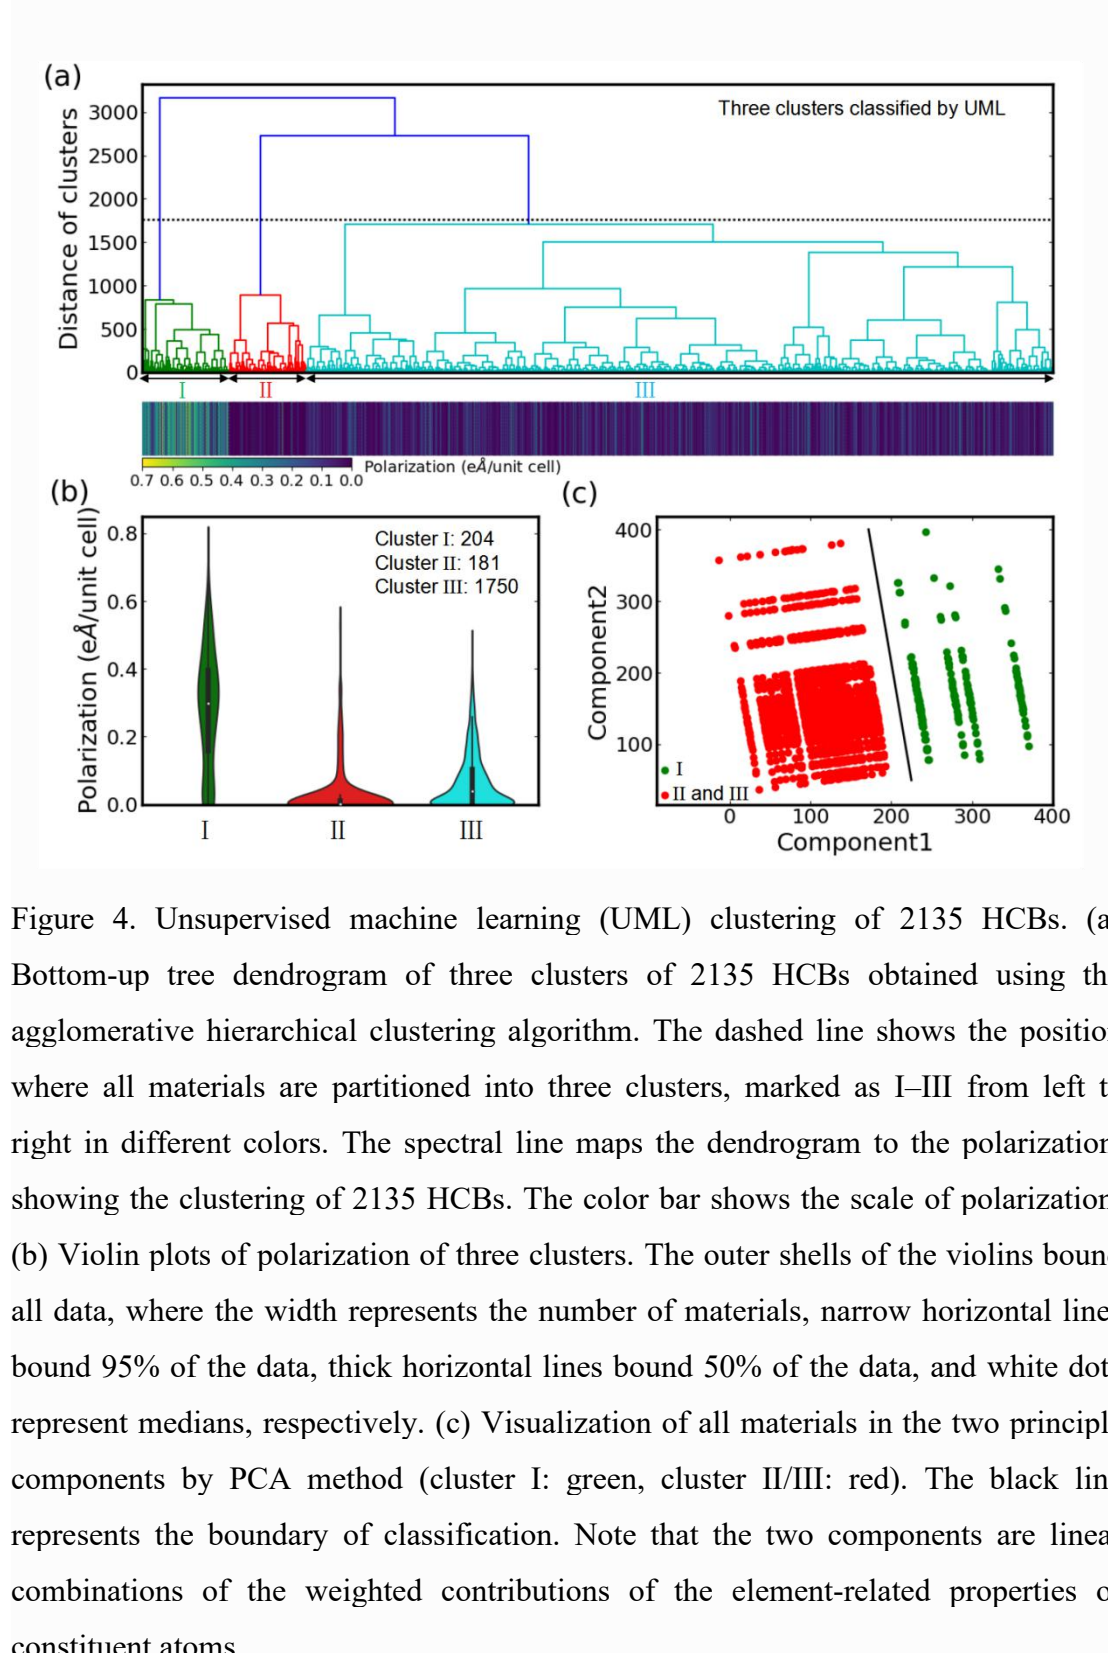 (a)
Three clusters classified by UML
Distance of clusters
3000
2500
2000
1500
1000
500
0
I II III
0.7 0.6 0.5 0.4 0.3 0.2 0.1 0.0
Polarization (eÅ/unit cell)
(b)
Polarization (eÅ/unit cell)
0.8
0.6
0.4
0.2
0.0
Cluster I: 204
Cluster II: 181
Cluster III: 1750
I II III
(c)
Component2
400
300
200
100
I
II and III
0 100 200 300 400
Component1
Figure 4. Unsupervised machine learning (UML) clustering of 2135 HCBs. (a
Bottom-up tree dendrogram of three clusters of 2135 HCBs obtained using th
agglomerative hierarchical clustering algorithm. The dashed line shows the position
where all materials are partitioned into three clusters, marked as I–III from left t
right in different colors. The spectral line maps the dendrogram to the polarization
showing the clustering of 2135 HCBs. The color bar shows the scale of polarization
(b) Violin plots of polarization of three clusters. The outer shells of the violins boun
all data, where the width represents the number of materials, narrow horizontal line
bound 95% of the data, thick horizontal lines bound 50% of the data, and white dot
represent medians, respectively. (c) Visualization of all materials in the two principl
components by PCA method (cluster I: green, cluster II/III: red). The black lin
represents the boundary of classification. Note that the two components are linea
combinations of the weighted contributions of the element-related properties o
constituent atoms